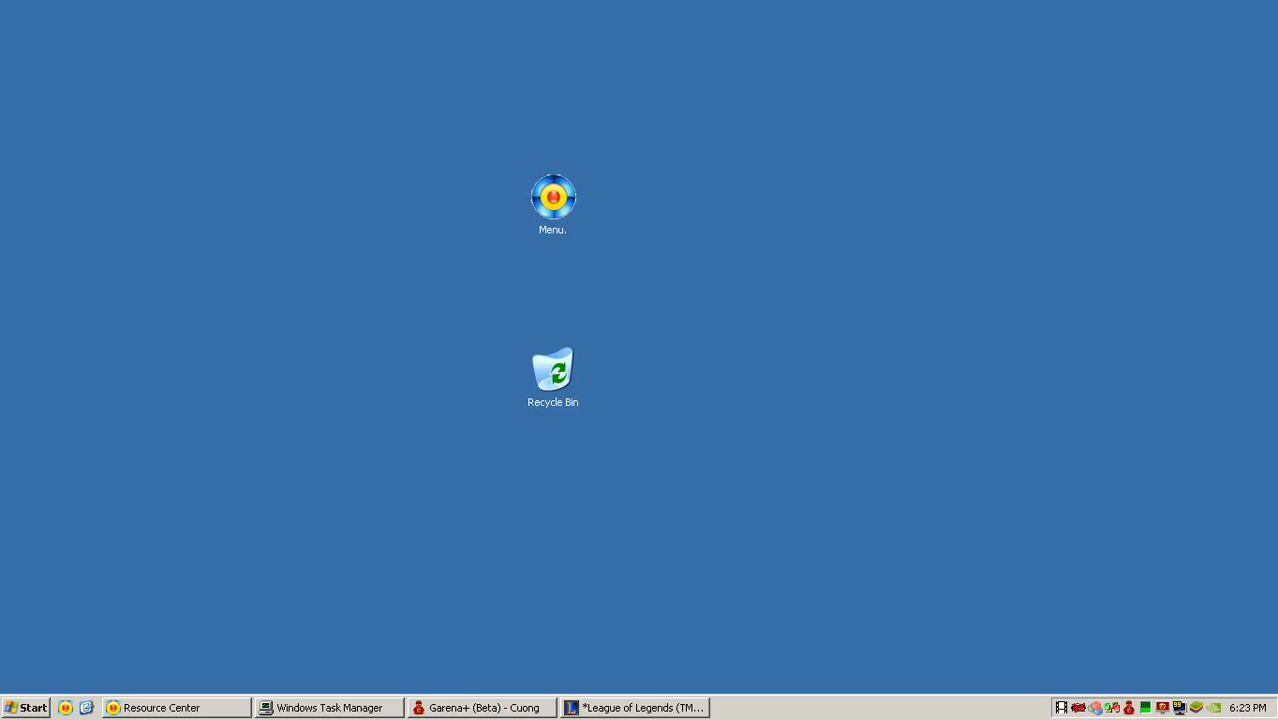 Menu.
Recycle Bin
Start
Resource Center
Windows Task Manager
Garena+ (Beta) - Cuong
*League of Legends (TM...
6:23 PM